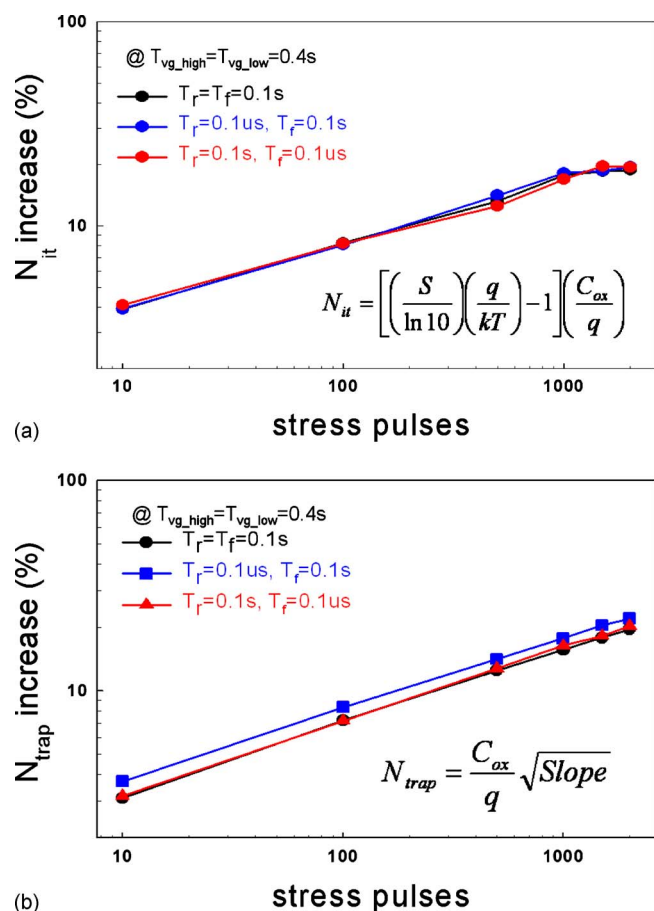 100
@ T_vg_high=T_vg_low=0.4s
T_r=T_f=0.1s
T_r=0.1us, T_f=0.1s
T_r=0.1s, T_f=0.1us
10
N_it increase (%)
N_it = [(S/ln 10)(q/kT) − 1](C_ox/q)
10 100 1000
stress pulses
(a)
100
@ T_vg_high=T_vg_low=0.4s
T_r=T_f=0.1s
T_r=0.1us, T_f=0.1s
T_r=0.1s, T_f=0.1us
10
N_trap increase (%)
N_trap = C_ox/q √Slope
10 100 1000
stress pulses
(b)